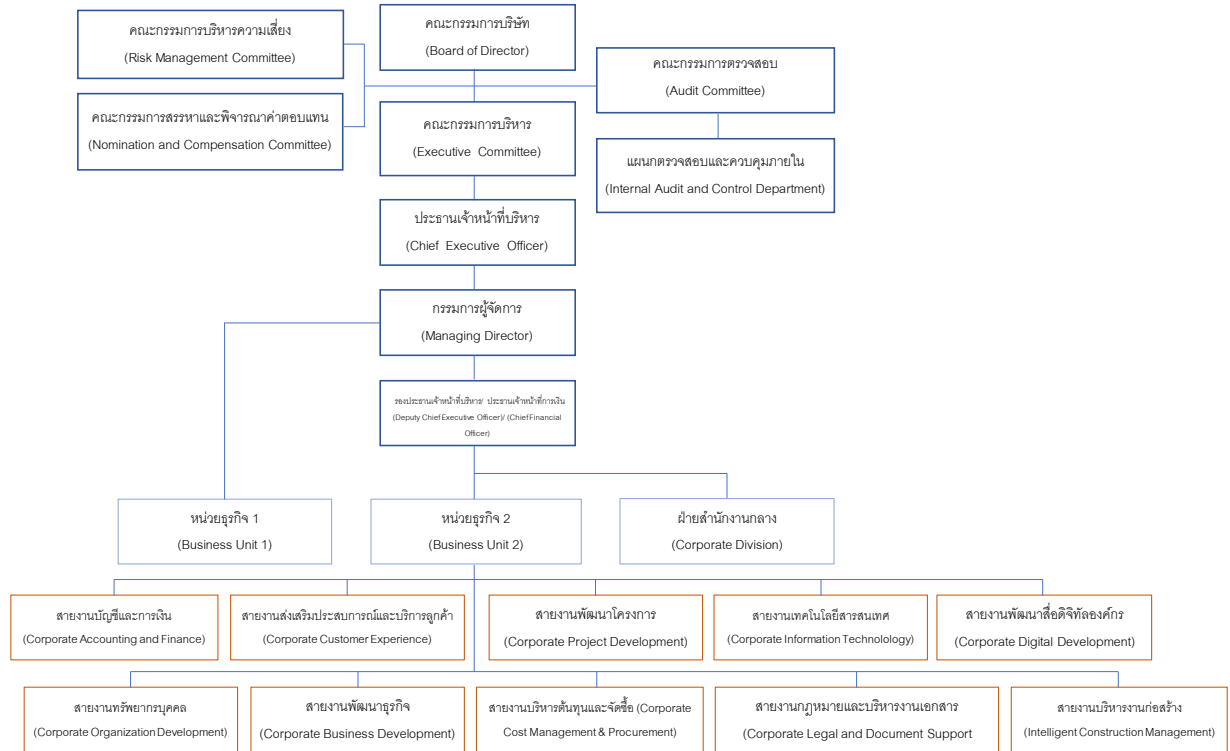 คณะกรรมการบริหารความเสี่ยง
(Risk Management Committee)
คณะกรรมการบริษัท
(Board of Director)
คณะกรรมการตรวจสอบ
(Audit Committee)
คณะกรรมการสรรหาและพิจารณาค่าตอบแทน
(Nomination and Compensation Committee)
คณะกรรมการบริหาร
(Executive Committee)
แผนกตรวจสอบและควบคุมภายใน
(Internal Audit and Control Department)
ประธานเจ้าหน้าที่บริหาร
(Chief Executive Officer)
กรรมการผู้จัดการ
(Managing Director)
รองประธานเจ้าหน้าที่บริหาร/ ประธานเจ้าหน้าที่การเงิน
(Deputy Chief Executive Officer)/ (Chief Financial
Officer)
หน่วยธุรกิจ 1
(Business Unit 1)
หน่วยธุรกิจ 2
(Business Unit 2)
ฝ่ายสำนักงานกลาง
(Corporate Division)
สายงานบัญชีและการเงิน
(Corporate Accounting and Finance)
สายงานส่งเสริมประสบการณ์และบริการลูกค้า
(Corporate Customer Experience)
สายงานพัฒนาโครงการ
(Corporate Project Development)
สายงานเทคโนโลยีสารสนเทศ
(Corporate Information Technolology)
สายงานพัฒนาสื่อดิจิทัลองค์กร
(Corporate Digital Development)
สายงานทรัพยากรบุคคล
(Corporate Organization Development)
สายงานพัฒนาธุรกิจ
(Corporate Business Development)
สายงานบริหารต้นทุนและจัดซื้อ (Corporate
Cost Management & Procurement)
สายงานกฎหมายและบริหารงานเอกสาร
(Corporate Legal and Document Support
สายงานบริหารงานก่อสร้าง
(Intelligent Construction Management)